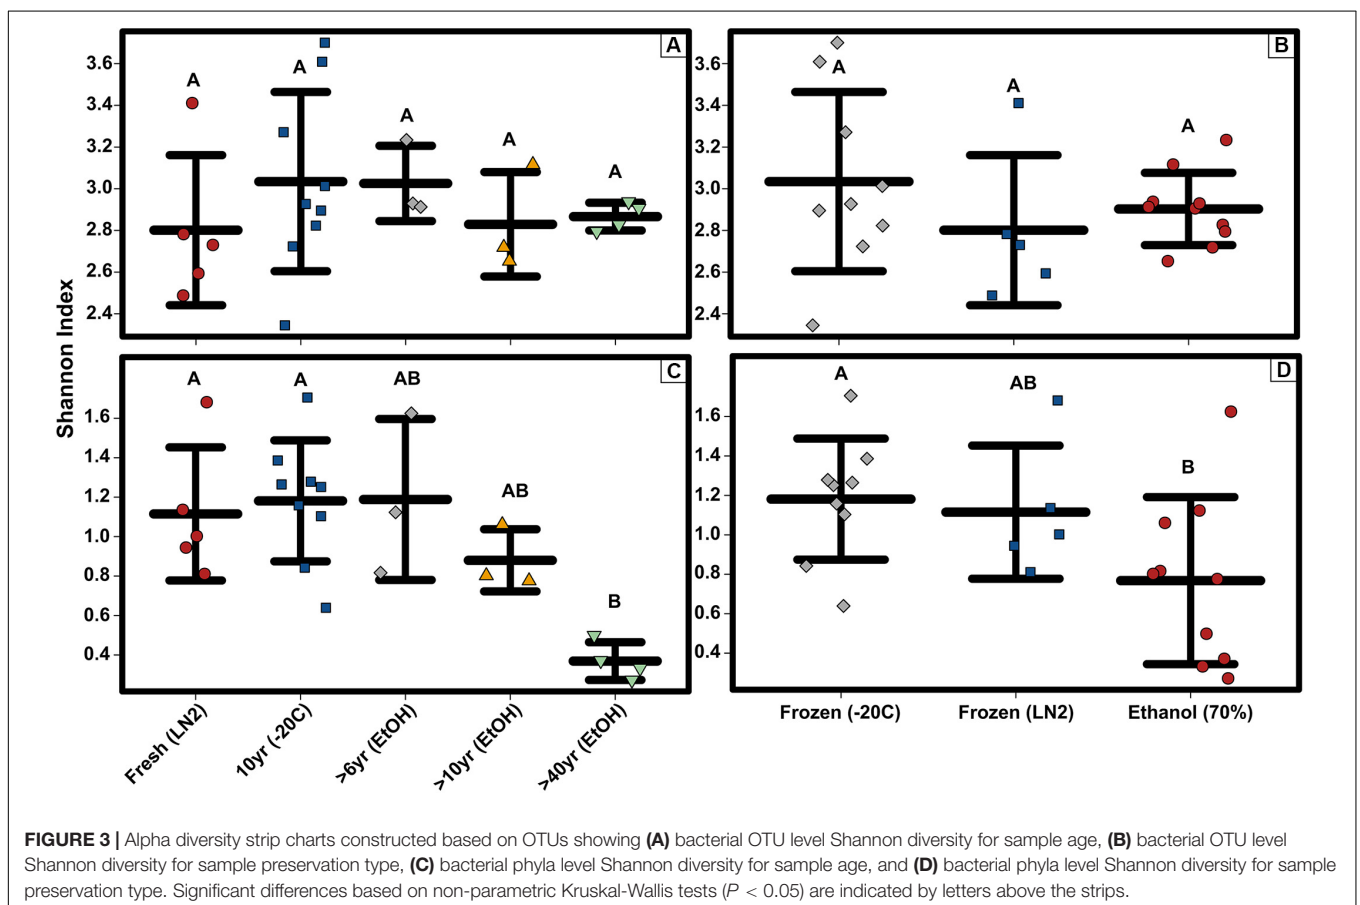 A
B
3.6
3.4
3.2
3.0
2.8
2.6
2.4
A
A
A
A
A
3.6
3.4
3.2
3.0
2.8
2.6
2.4
A
A
A
Shannon Index
C
D
1.6
1.4
1.2
1.0
0.8
0.6
0.4
A
A
AB
AB
B
1.6
1.4
1.2
1.0
0.8
0.6
0.4
A
AB
B
Fresh (LN2)
10yr (-20C)
>6yr (EtOH)
>10yr (EtOH)
>40yr (EtOH)
Frozen (-20C)
Frozen (LN2)
Ethanol (70%)
FIGURE 3 | Alpha diversity strip charts constructed based on OTUs showing (A) bacterial OTU level Shannon diversity for sample age, (B) bacterial OTU level
Shannon diversity for sample preservation type, (C) bacterial phyla level Shannon diversity for sample age, and (D) bacterial phyla level Shannon diversity for sample
preservation type. Significant differences based on non-parametric Kruskal-Wallis tests (P < 0.05) are indicated by letters above the strips.